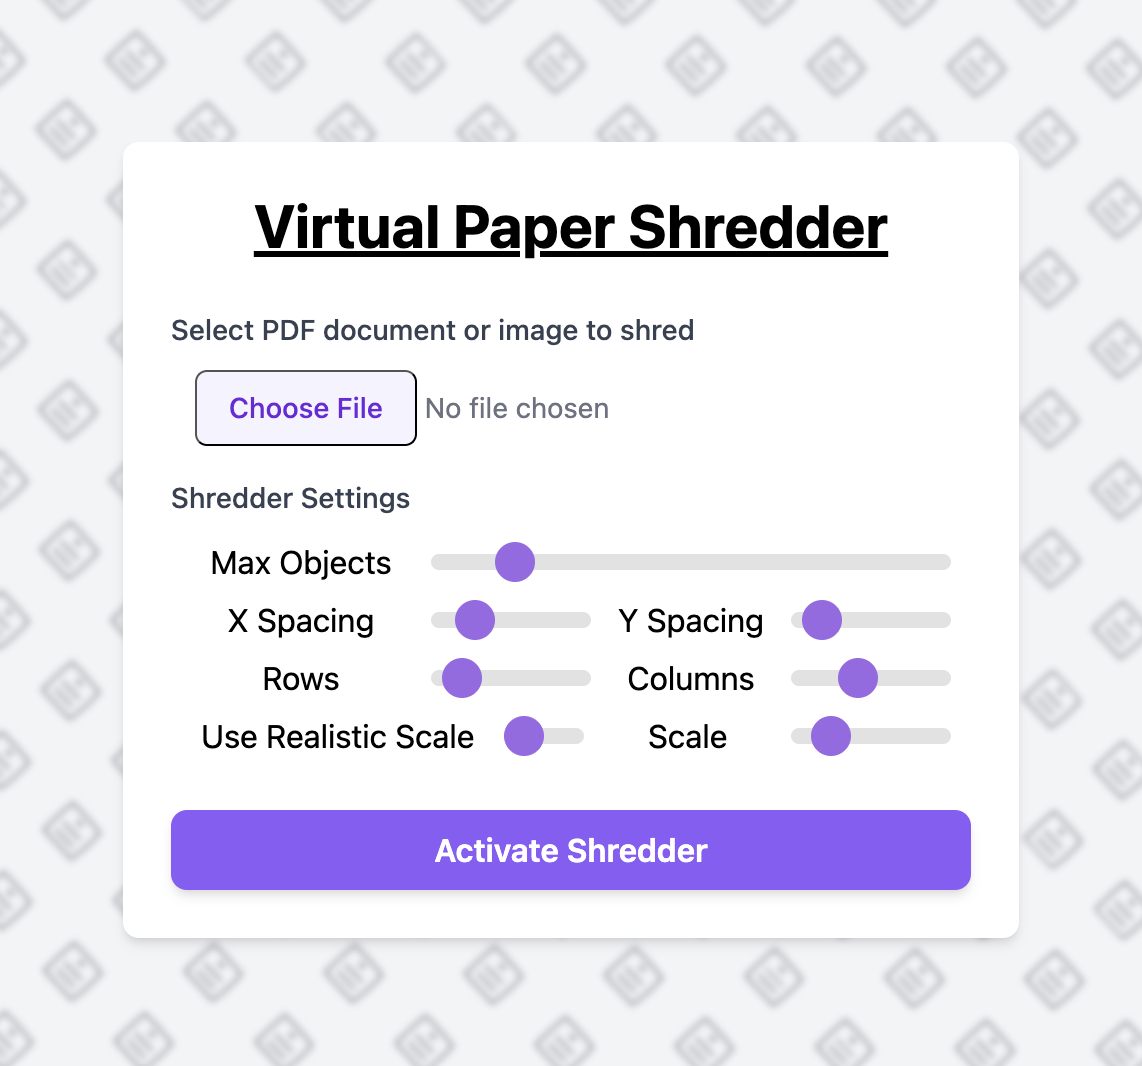 Virtual Paper Shredder
Select PDF document or image to shred
Choose File No file chosen
Shredder Settings
Max Objects
X Spacing Y Spacing
Rows Columns
Use Realistic Scale Scale
Activate Shredder